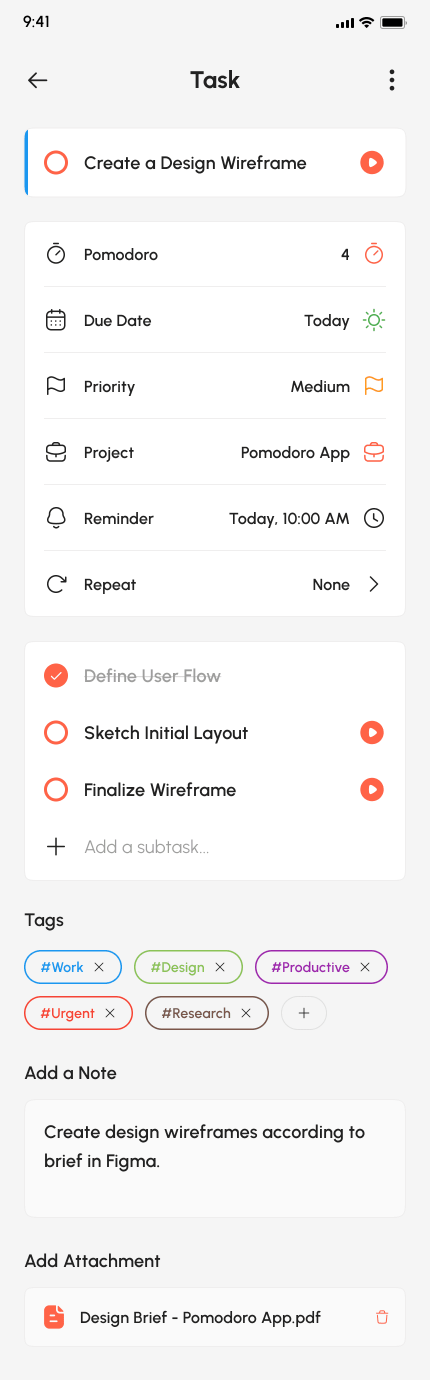 9:41
Task
Create a Design Wireframe
Pomodoro 4
Due Date Today
Priority Medium
Project Pomodoro App
Reminder Today, 10:00 AM
Repeat None
Define User Flow
Sketch Initial Layout
Finalize Wireframe
Add a subtask...
Tags
#Work #Design #Productive
#Urgent #Research
Add a Note
Create design wireframes according to
brief in Figma.
Add Attachment
Design Brief - Pomodoro App.pdf